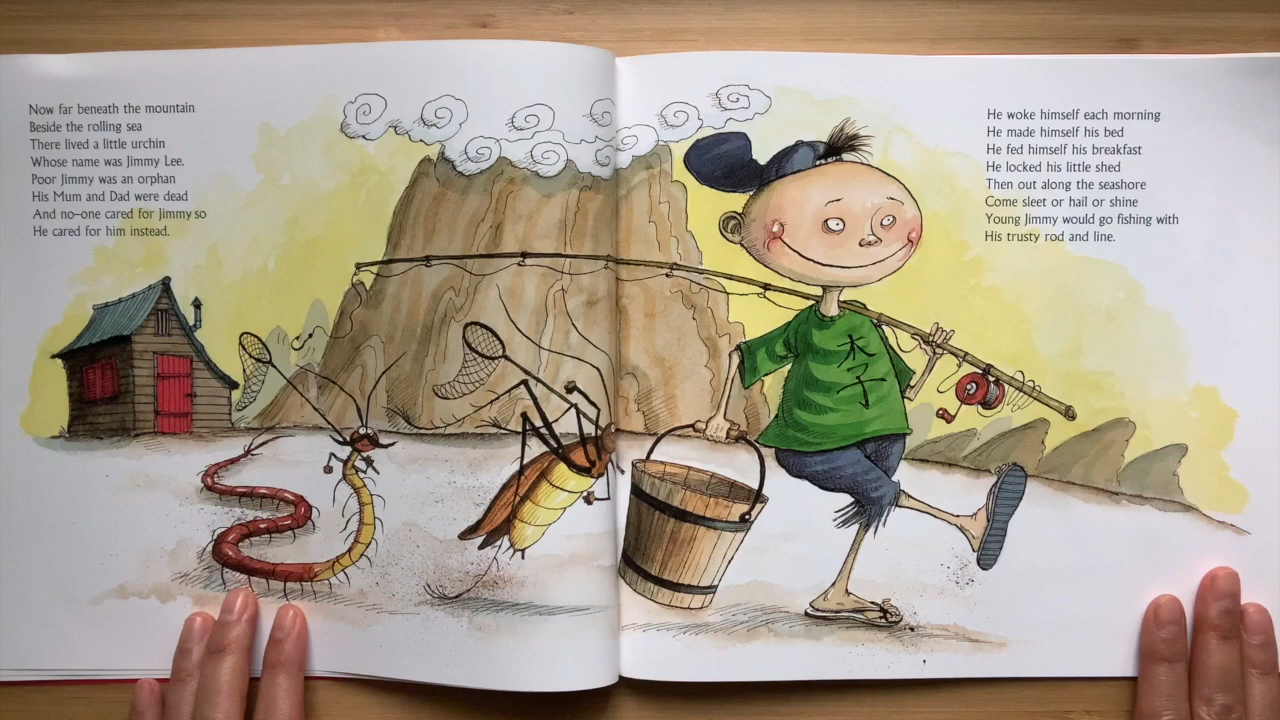 Now far beneath the mountain
Beside the rolling sea
There lived a little urchin
Whose name was Jimmy Lee.
Poor Jimmy was an orphan
His Mum and Dad were dead
And no-one cared for Jimmy so
He cared for him instead.
He woke himself each morning
He made himself his bed
He fed himself his breakfast
He locked his little shed
Then out along the seashore
Come sleet or hail or shine
Young Jimmy would go fishing with
His trusty rod and line.
木子